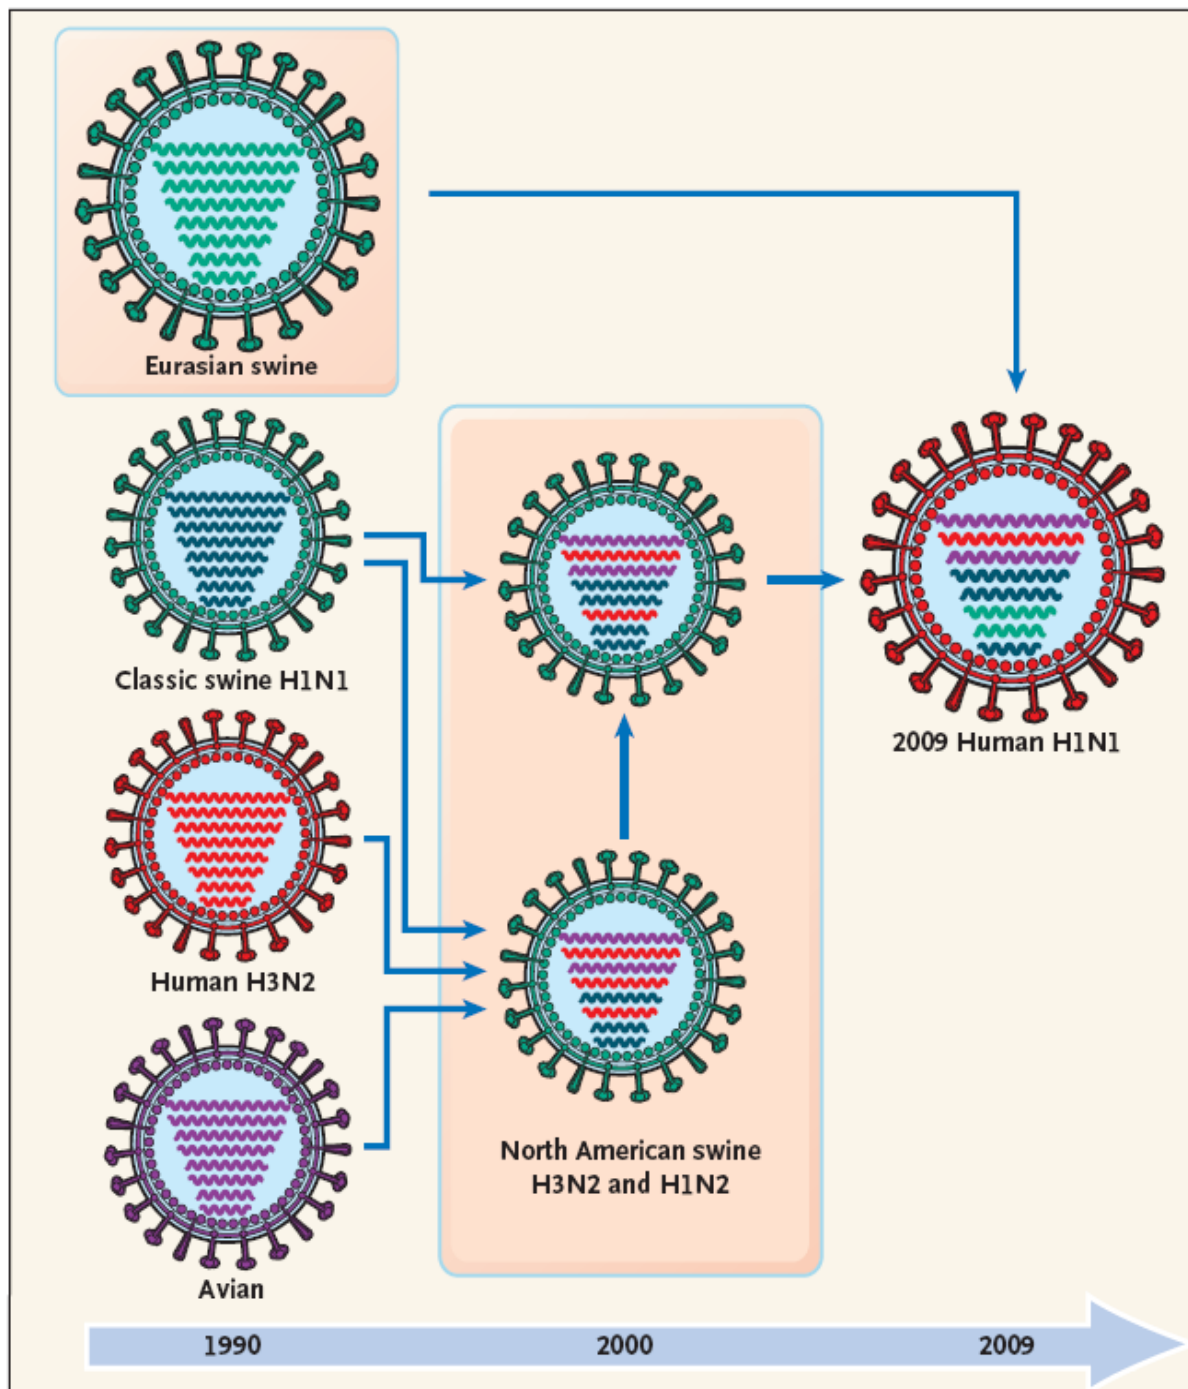 Eurasian swine
Classic swine H1N1
2009 Human H1N1
Human H3N2
North American swine
H3N2 and H1N2
Avian
1990
2000
2009